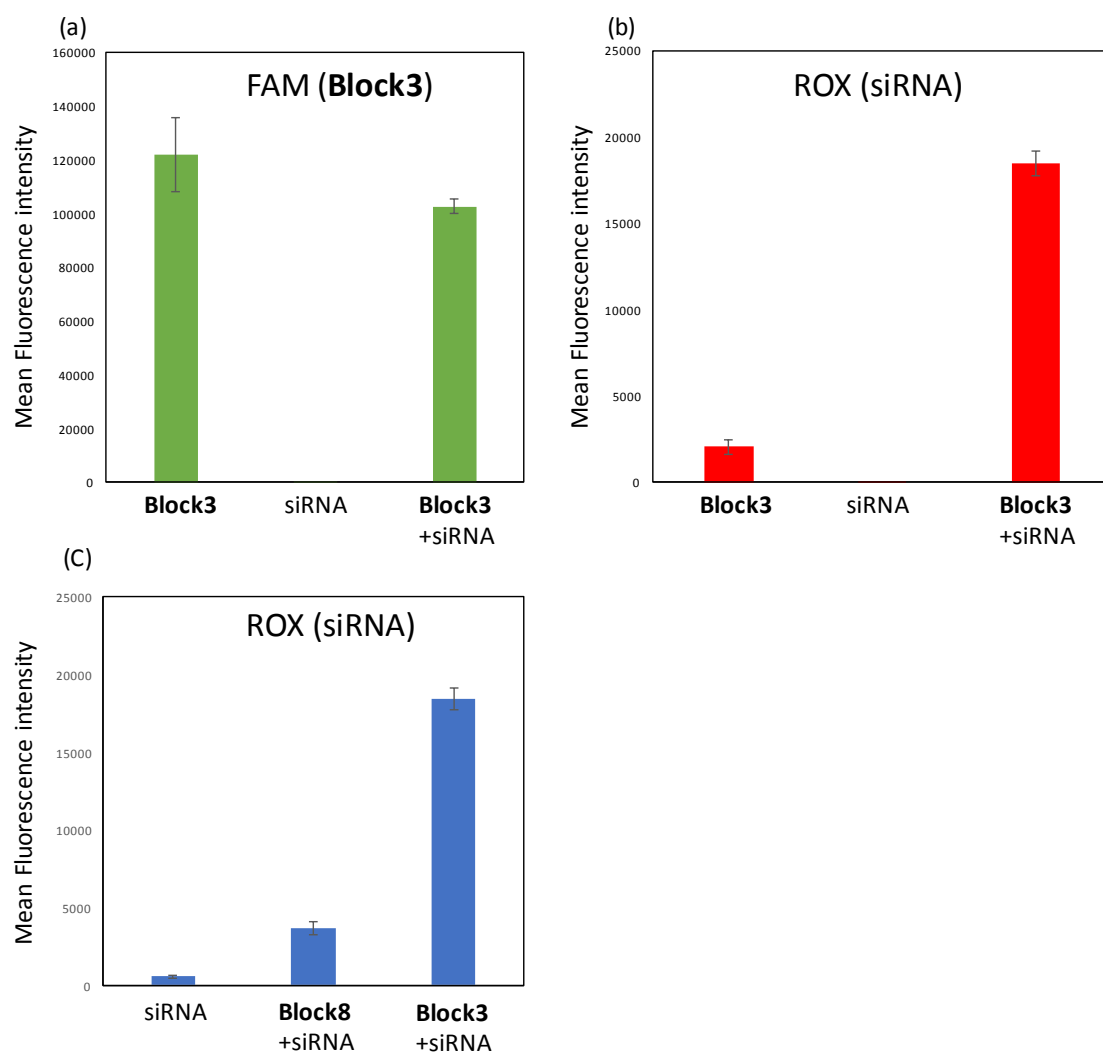 (a)
FAM (Block3)
Mean Fluorescence intensity
160000
140000
120000
100000
80000
60000
40000
20000
0
Block3
siRNA
Block3
+siRNA
(b)
ROX (siRNA)
Mean Fluorescence intensity
25000
20000
15000
10000
5000
0
Block3
siRNA
Block3
+siRNA
(C)
ROX (siRNA)
Mean Fluorescence intensity
25000
20000
15000
10000
5000
0
siRNA
Block8
+siRNA
Block3
+siRNA